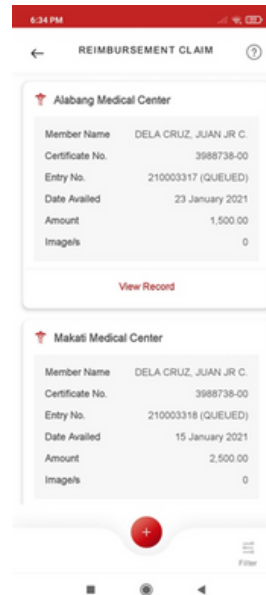 6:34 PM
REIMBURSEMENT CLAIM
?
Alabang Medical Center
Member Name DELA CRUZ, JUAN JR C.
Certificate No. 3988738-00
Entry No. 210003317 (QUEUED)
Date Availed 23 January 2021
Amount 1,500.00
Image/s 0
View Record
Makati Medical Center
Member Name DELA CRUZ, JUAN JR C.
Certificate No. 3988738-00
Entry No. 210003318 (QUEUED)
Date Availed 15 January 2021
Amount 2,500.00
Image/s 0
+
Filter